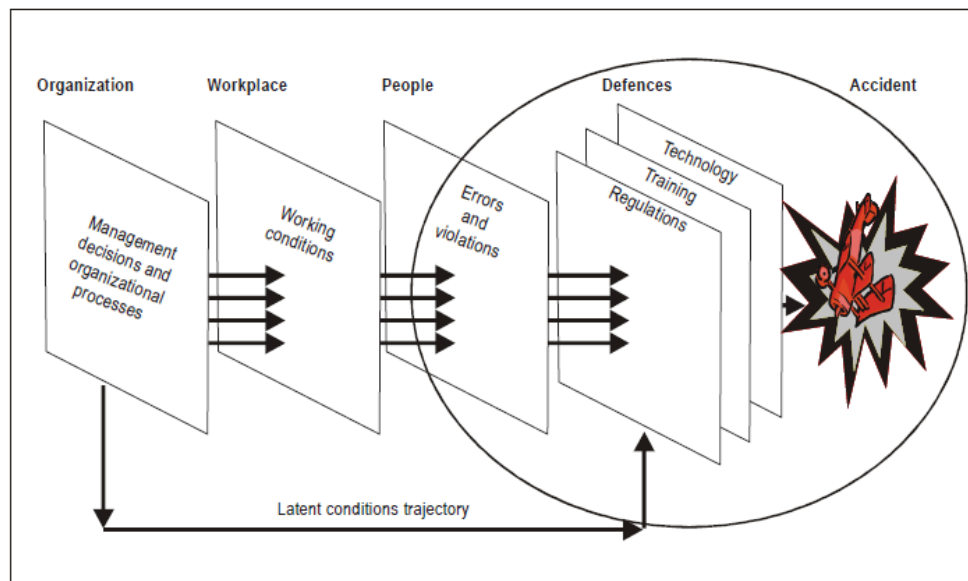 Organization
Workplace
People
Defences
Accident
Management
decisions and
organizational
processes
Working
conditions
Errors
and
violations
Technology
Training
Regulations
Latent conditions trajectory